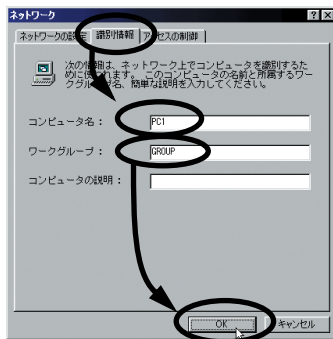 ネットワーク
ネットワークの設定 識別情報 アクセスの制御
次の情報は、ネットワーク上でコンピュータを識別するた
めに使われます。 このコンピュータの名前と所属するワー
クグループ名、簡単な説明を入力してください。
コンピュータ名： PC1
ワークグループ： GROUP
コンピュータの説明：
OK キャンセル